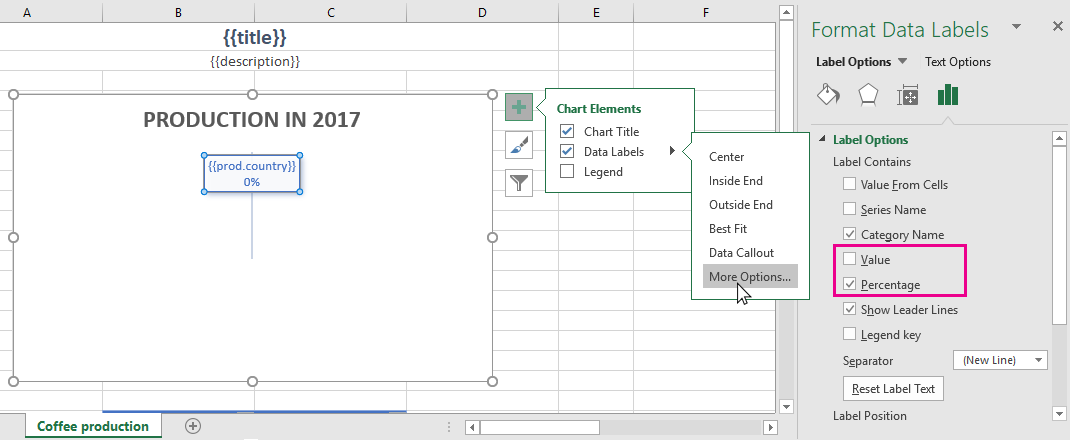 A B C D E F
{{title}}
{{description}}
PRODUCTION IN 2017
{{prod.country}}
0%
Chart Elements
Chart Title
Data Labels
Legend
Center
Inside End
Outside End
Best Fit
Data Callout
More Options...
Coffee production
Format Data Labels
Label Options Text Options
Label Options
Label Contains
Value From Cells
Series Name
Category Name
Value
Percentage
Show Leader Lines
Legend key
Separator (New Line)
Reset Label Text
Label Position